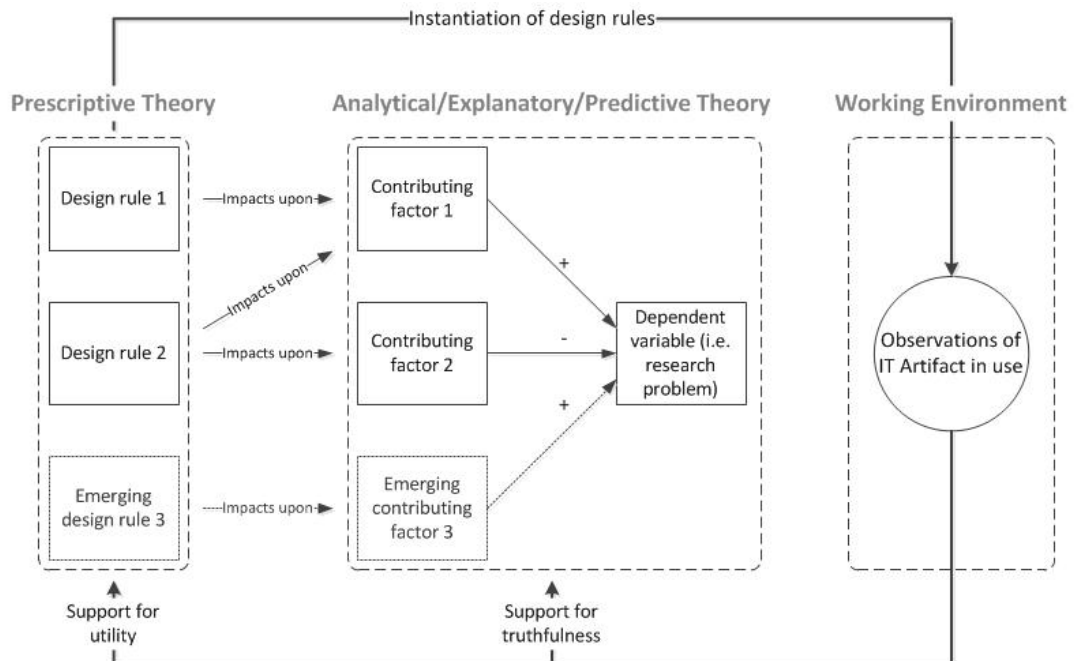 Instantiation of design rules
Prescriptive Theory
Analytical/Explanatory/Predictive Theory
Working Environment
Design rule 1
Impacts upon
Contributing
factor 1
+
Impacts upon
Design rule 2
Impacts upon
Contributing
factor 2
-
Dependent
variable (i.e.
research
problem)
Observations of
IT Artifact in use
+
Emerging
design rule 3
Impacts upon
Emerging
contributing
factor 3
Support for
utility
Support for
truthfulness